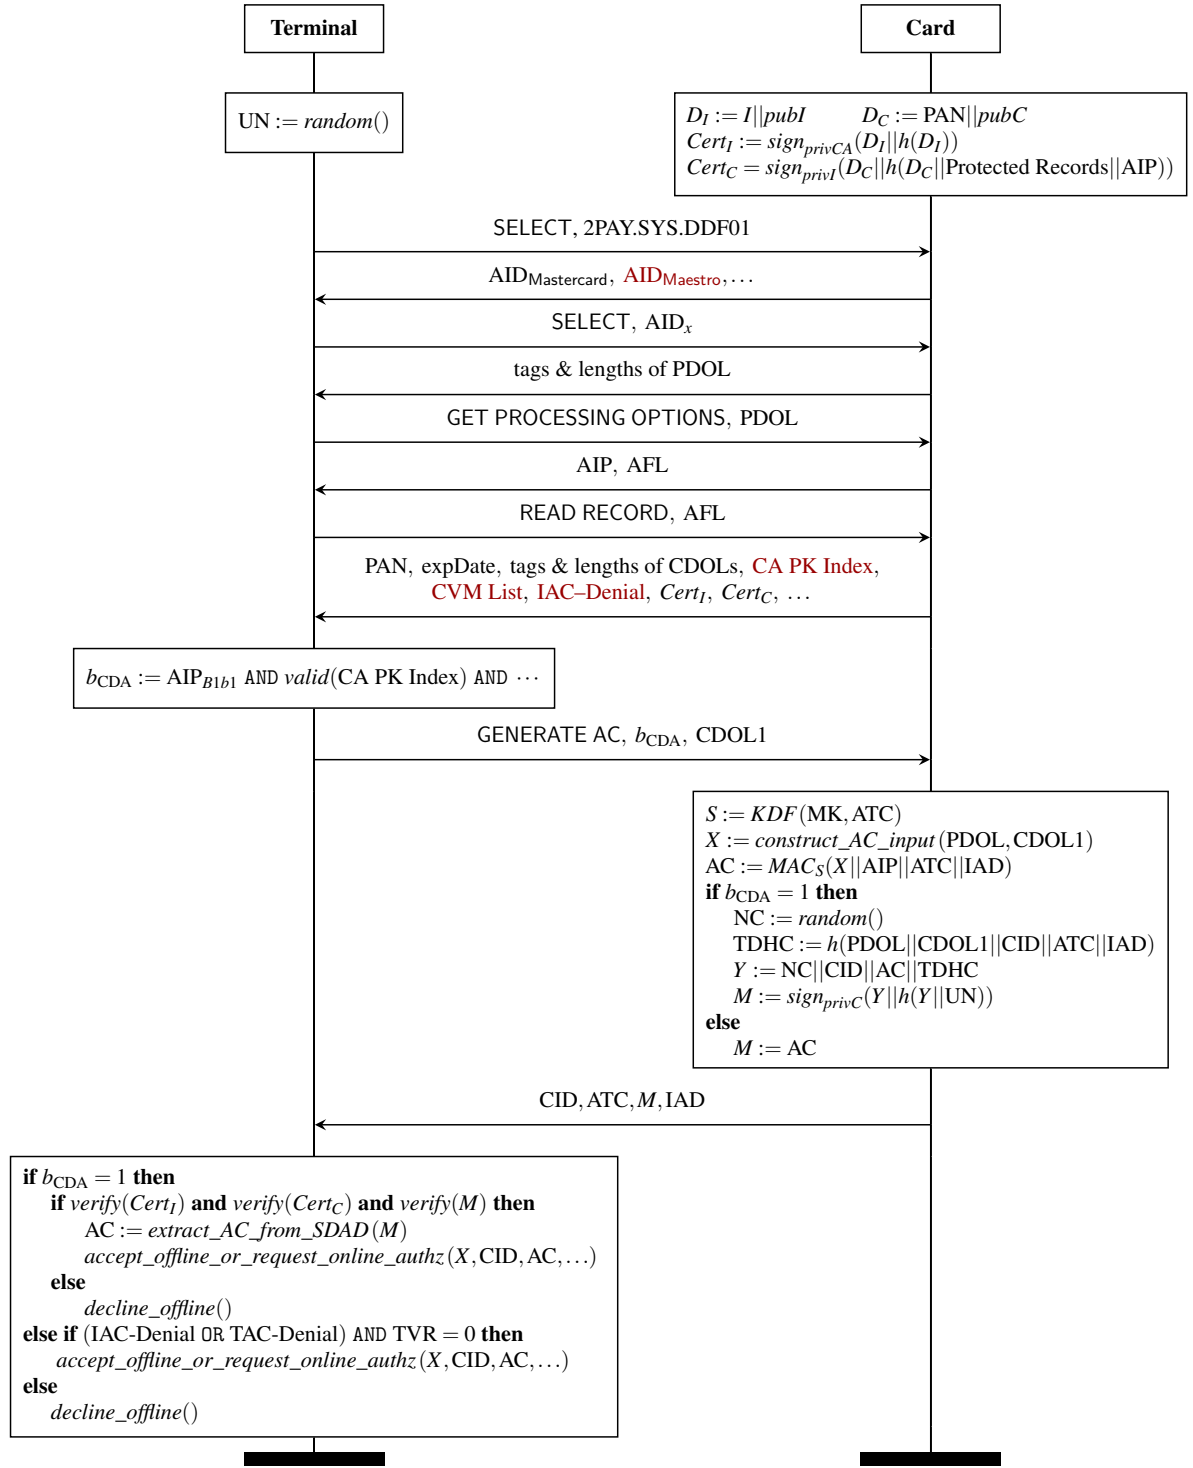 Terminal
Card
UN := random()
D_I := I||pubI D_C := PAN||pubC
Cert_I := sign_privCA(D_I||h(D_I))
Cert_C = sign_privI(D_C||h(D_C||Protected Records||AIP))
SELECT, 2PAY.SYS.DDF01
AID_Mastercard, AID_Maestro, ...
SELECT, AID_x
tags & lengths of PDOL
GET PROCESSING OPTIONS, PDOL
AIP, AFL
READ RECORD, AFL
PAN, expDate, tags & lengths of CDOLs, CA PK Index,
CVM List, IAC–Denial, Cert_I, Cert_C, ...
b_CDA := AIP_B1b1 AND valid(CA PK Index) AND ···
GENERATE AC, b_CDA, CDOL1
S := KDF(MK,ATC)
X := construct_AC_input(PDOL,CDOL1)
AC := MAC_S(X||AIP||ATC||IAD)
if b_CDA = 1 then
NC := random()
TDHC := h(PDOL||CDOL1||CID||ATC||IAD)
Y := NC||CID||AC||TDHC
M := sign_privC(Y||h(Y||UN))
else
M := AC
CID,ATC,M,IAD
if b_CDA = 1 then
if verify(Cert_I) and verify(Cert_C) and verify(M) then
AC := extract_AC_from_SDAD(M)
accept_offline_or_request_online_authz(X,CID,AC,...)
else
decline_offline()
else if (IAC-Denial OR TAC-Denial) AND TVR = 0 then
accept_offline_or_request_online_authz(X,CID,AC,...)
else
decline_offline()